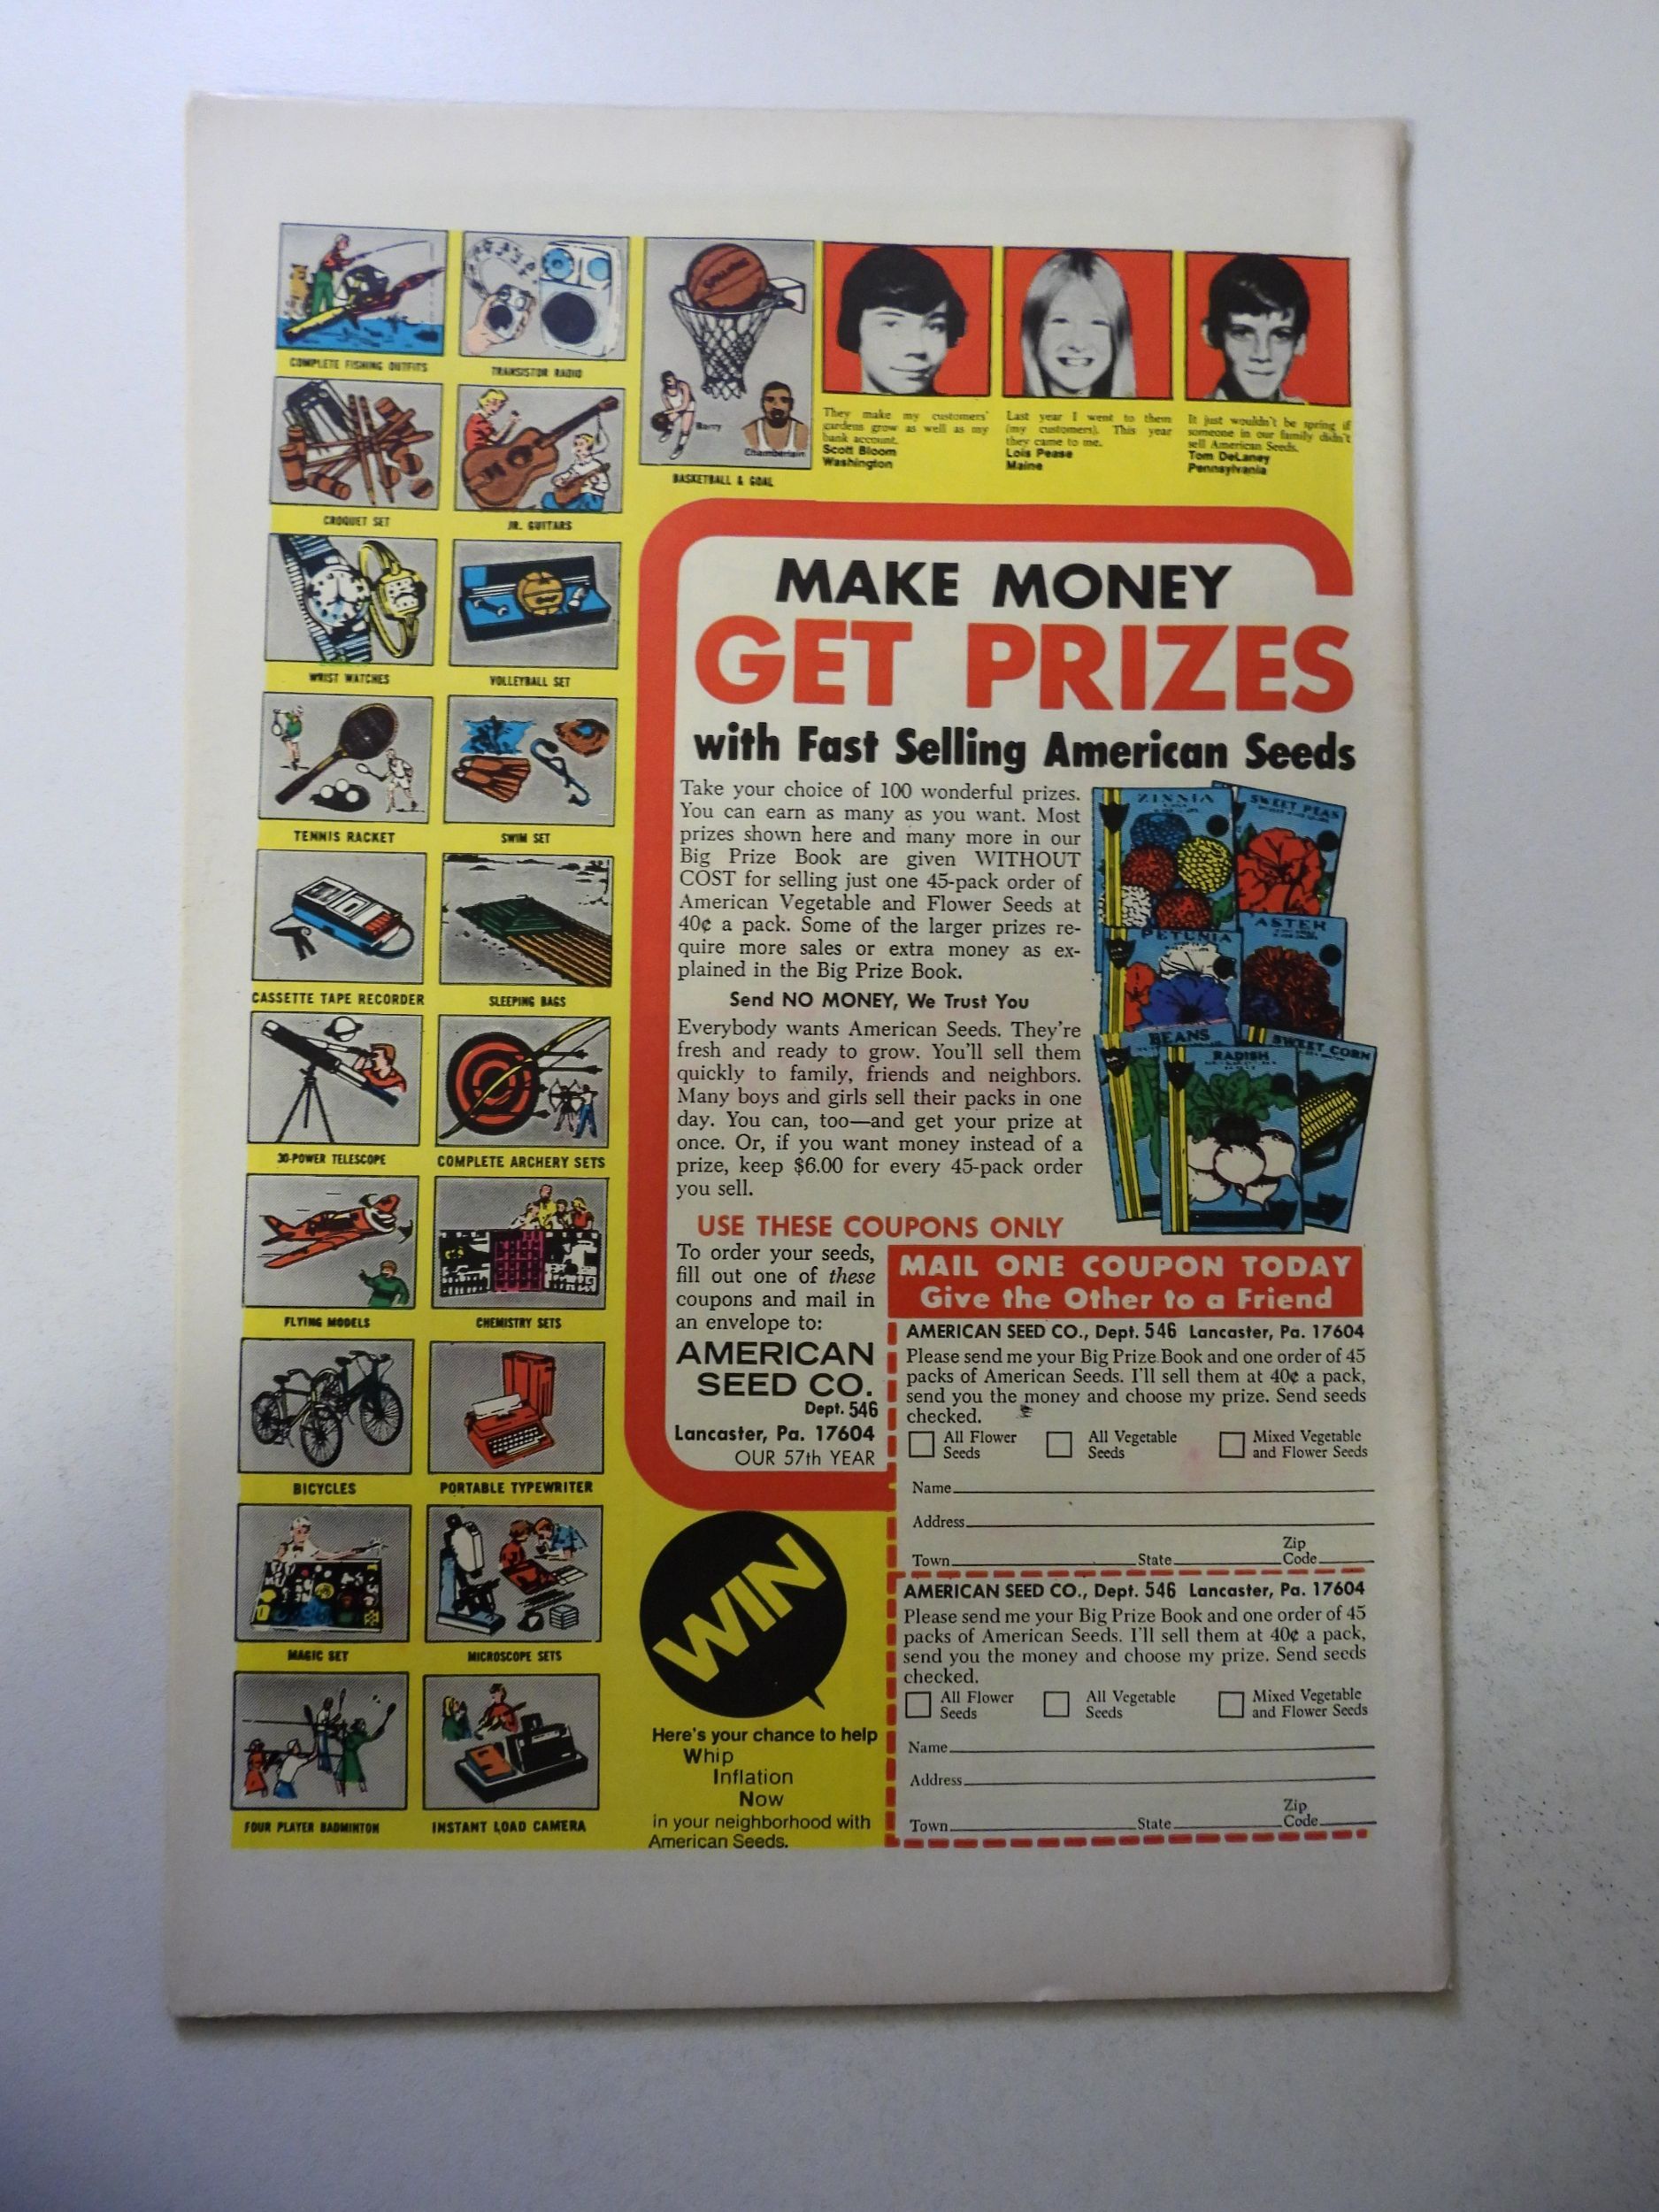 COMPLETE FISHING OUTFITS
TRANSISTOR RADIO
SPALDING
Barry
Chamberlain
BASKETBALL & GOAL
They make my customers'
gardens grow as well as my
bank account.
Scott Bloom
Washington
Last year I went to them
(my customers). This year
they came to me.
Lois Pease
Maine
It just wouldn't be spring if
someone in our family didn't
sell American Seeds.
Tom DeLaney
Pennsylvania
CROQUET SET
JR. GUITARS
WRIST WATCHES
VOLLEYBALL SET
TENNIS RACKET
SWIM SET
CASSETTE TAPE RECORDER
SLEEPING BAGS
30-POWER TELESCOPE
COMPLETE ARCHERY SETS
FLYING MODELS
CHEMISTRY SETS
BICYCLES
PORTABLE TYPEWRITER
MAGIC SET
MICROSCOPE SETS
FOUR PLAYER BADMINTON
INSTANT LOAD CAMERA
MAKE MONEY
GET PRIZES
with Fast Selling American Seeds
Take your choice of 100 wonderful prizes.
You can earn as many as you want. Most
prizes shown here and many more in our
Big Prize Book are given WITHOUT
COST for selling just one 45-pack order of
American Vegetable and Flower Seeds at
40¢ a pack. Some of the larger prizes re-
quire more sales or extra money as ex-
plained in the Big Prize Book.
Send NO MONEY, We Trust You
Everybody wants American Seeds. They're
fresh and ready to grow. You'll sell them
quickly to family, friends and neighbors.
Many boys and girls sell their packs in one
day. You can, too—and get your prize at
once. Or, if you want money instead of a
prize, keep $6.00 for every 45-pack order
you sell.
ZINNIA
SWEET PEAS
PETUNIA
ASTER
BEANS
RADISH
SWEET CORN
USE THESE COUPONS ONLY
To order your seeds,
fill out one of these
coupons and mail in
an envelope to:
AMERICAN
SEED CO.
Dept. 546
Lancaster, Pa. 17604
OUR 57th YEAR
MAIL ONE COUPON TODAY
Give the Other to a Friend
AMERICAN SEED CO., Dept. 546 Lancaster, Pa. 17604
Please send me your Big Prize Book and one order of 45
packs of American Seeds. I'll sell them at 40¢ a pack,
send you the money and choose my prize. Send seeds
checked.
All Flower Seeds
All Vegetable Seeds
Mixed Vegetable and Flower Seeds
Name
Address
Town State Zip Code
AMERICAN SEED CO., Dept. 546 Lancaster, Pa. 17604
Please send me your Big Prize Book and one order of 45
packs of American Seeds. I'll sell them at 40¢ a pack,
send you the money and choose my prize. Send seeds
checked.
All Flower Seeds
All Vegetable Seeds
Mixed Vegetable and Flower Seeds
Name
Address
Town State Zip Code
WIN
Here's your chance to help
Whip
Inflation
Now
in your neighborhood with
American Seeds.